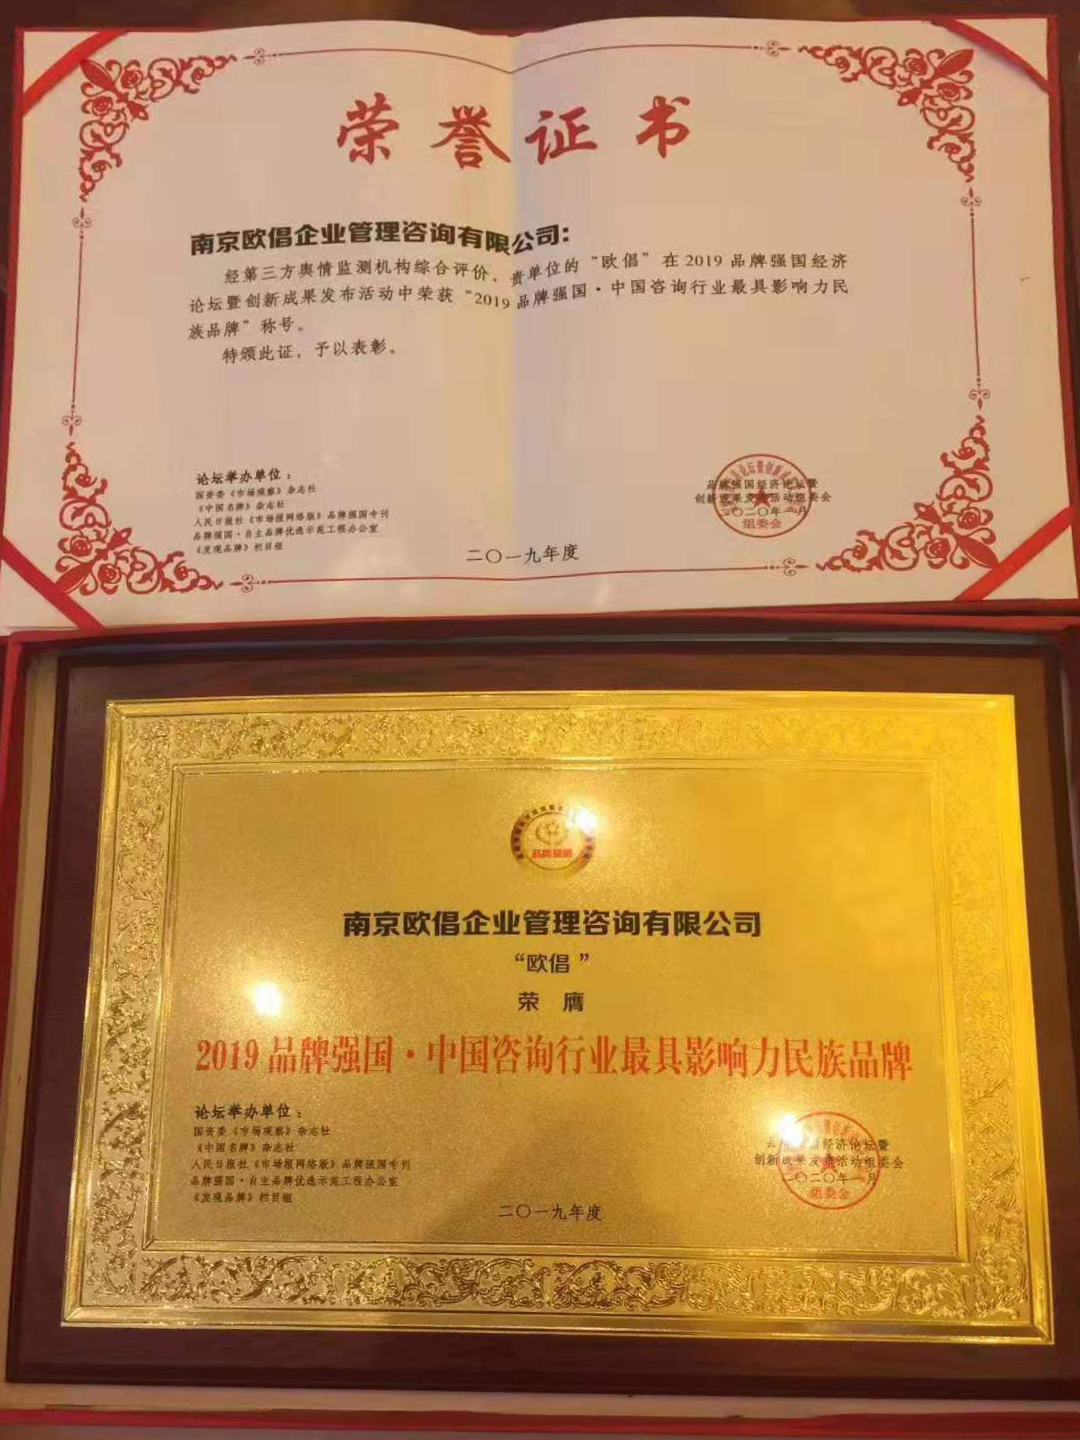 荣誉证书
南京欧倡企业管理咨询有限公司：
经第三方舆情监测机构综合评价、贵单位的“欧倡”在2019品牌强国经济
论坛暨创新成果发布活动中荣获“2019品牌强国·中国咨询行业最具影响力民
族品牌”称号。
特颁此证，予以表彰。
论坛举办单位：
国资委《市场观察》杂志社
《中国名牌》杂志社
人民日报社《市场报网络版》品牌强国专刊
品牌强国·自主品牌优选示范工程办公室
《发现品牌》栏目组
品牌强国经济论坛暨
创新成果发布活动组委会
二〇二〇年一月
组委会
二〇一九年度
品牌强国
南京欧倡企业管理咨询有限公司
“欧倡”
荣膺
2019品牌强国·中国咨询行业最具影响力民族品牌
论坛举办单位：
国资委《市场观察》杂志社
《中国名牌》杂志社
人民日报社《市场报网络版》品牌强国专刊
品牌强国·自主品牌优选示范工程办公室
《发现品牌》栏目组
品牌强国经济论坛暨
创新成果发布活动组委会
二〇二〇年一月
组委会
二〇一九年度